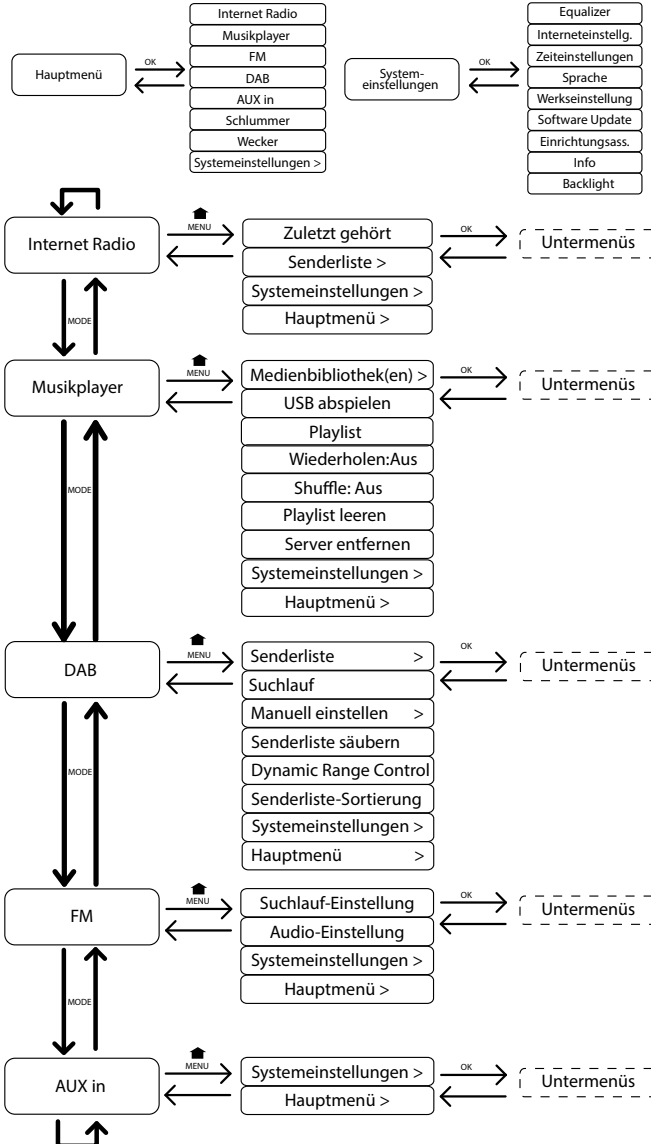 Hauptmenü
OK
Internet Radio
Musikplayer
FM
DAB
AUX in
Schlummer
Wecker
Systemeinstellungen >
System-
einstellungen
OK
Equalizer
Interneteinstellg.
Zeiteinstellungen
Sprache
Werkseinstellung
Software Update
Einrichtungsass.
Info
Backlight
Internet Radio
MENU
Zuletzt gehört
Senderliste >
Systemeinstellungen >
Hauptmenü >
OK
Untermenüs
MODE
Musikplayer
MENU
Medienbibliothek(en) >
USB abspielen
Playlist
Wiederholen:Aus
Shuffle: Aus
Playlist leeren
Server entfernen
Systemeinstellungen >
Hauptmenü >
OK
Untermenüs
MODE
DAB
MENU
Senderliste >
Suchlauf
Manuell einstellen >
Senderliste säubern
Dynamic Range Control
Senderliste-Sortierung
Systemeinstellungen >
Hauptmenü >
OK
Untermenüs
MODE
FM
MENU
Suchlauf-Einstellung
Audio-Einstellung
Systemeinstellungen >
Hauptmenü >
OK
Untermenüs
MODE
AUX in
MENU
Systemeinstellungen >
Hauptmenü >
OK
Untermenüs